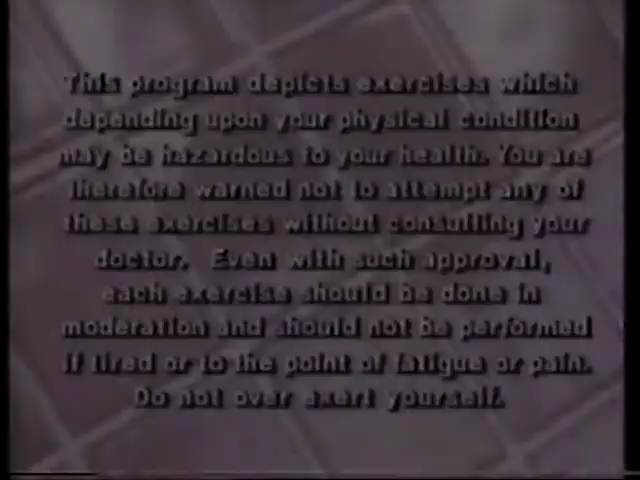 This program depicts exercises which
depending upon your physical condition
may be hazardous to your health. You are
therefore warned not to attempt any of
these exercises without consulting your
doctor. Even with such approval,
each exercise should be done in
moderation and should not be performed
if tired or to the point of fatigue or pain.
Do not over exert yourself.